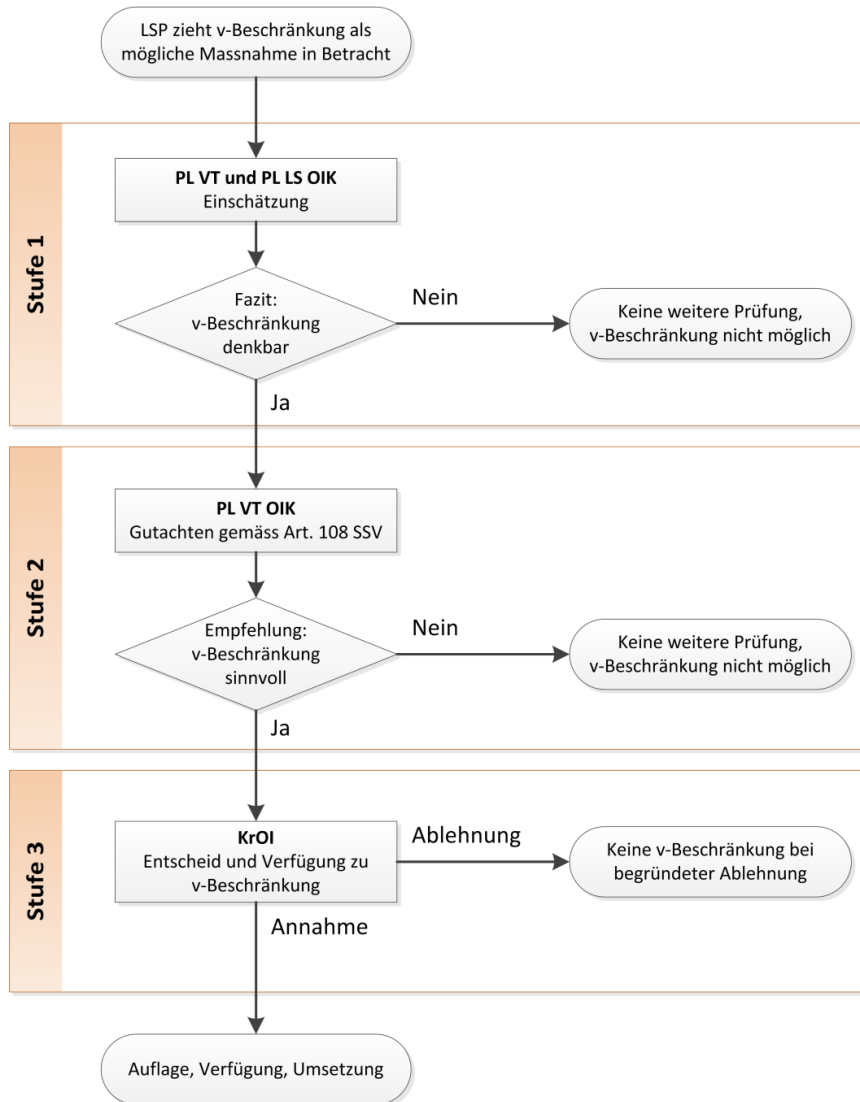 LSP zieht v-Beschränkung als
mögliche Massnahme in Betracht
Stufe 1
PL VT und PL LS OIK
Einschätzung
Fazit:
v-Beschränkung
denkbar
Nein
Keine weitere Prüfung,
v-Beschränkung nicht möglich
Ja
Stufe 2
PL VT OIK
Gutachten gemäss Art. 108 SSV
Empfehlung:
v-Beschränkung
sinnvoll
Nein
Keine weitere Prüfung,
v-Beschränkung nicht möglich
Ja
Stufe 3
KrOI
Entscheid und Verfügung zu
v-Beschränkung
Ablehnung
Keine v-Beschränkung bei
begründeter Ablehnung
Annahme
Auflage, Verfügung, Umsetzung